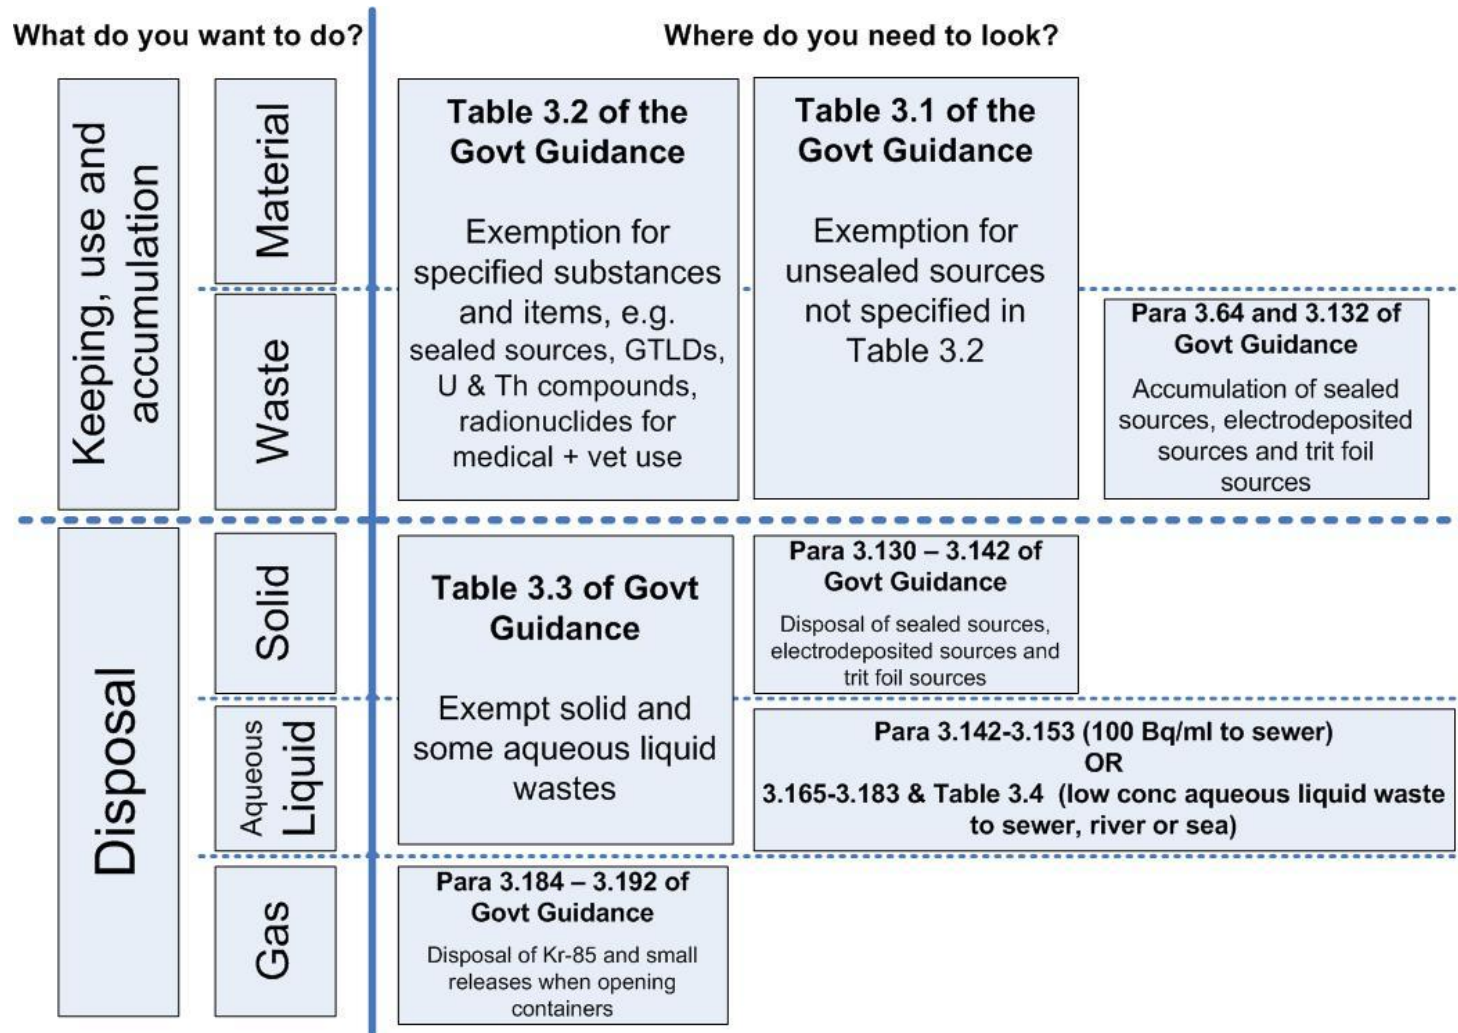 What do you want to do?
Where do you need to look?
Keeping, use and
accumulation
Material
Waste
Table 3.2 of the
Govt Guidance
Exemption for
specified substances
and items, e.g.
sealed sources, GTLDs,
U & Th compounds,
radionuclides for
medical + vet use
Table 3.1 of the
Govt Guidance
Exemption for
unsealed sources
not specified in
Table 3.2
Para 3.64 and 3.132 of
Govt Guidance
Accumulation of sealed
sources, electrodeposited
sources and trit foil
sources
Disposal
Solid
Aqueous
Liquid
Gas
Table 3.3 of Govt
Guidance
Exempt solid and
some aqueous liquid
wastes
Para 3.130 – 3.142 of
Govt Guidance
Disposal of sealed sources,
electrodeposited sources and
trit foil sources
Para 3.142-3.153 (100 Bq/ml to sewer)
OR
3.165-3.183 & Table 3.4 (low conc aqueous liquid waste
to sewer, river or sea)
Para 3.184 – 3.192 of
Govt Guidance
Disposal of Kr-85 and small
releases when opening
containers